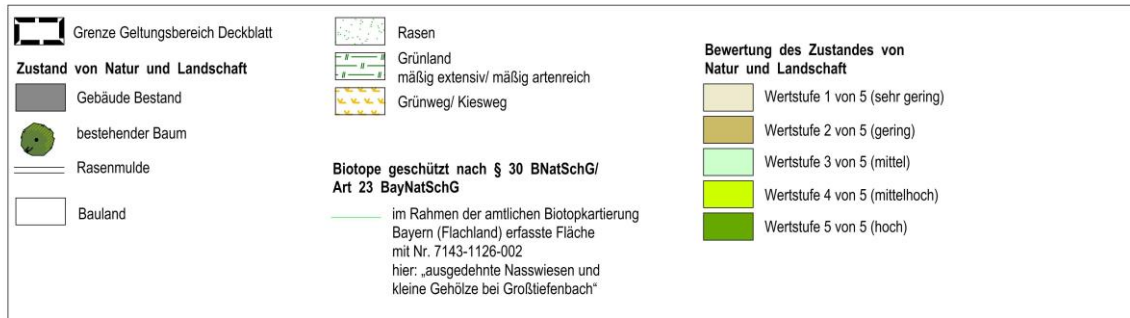 Grenze Geltungsbereich Deckblatt
Zustand von Natur und Landschaft
Gebäude Bestand
bestehender Baum
Rasenmulde
Bauland
Rasen
Grünland
mäßig extensiv/ mäßig artenreich
Grünweg/ Kiesweg
Biotope geschützt nach § 30 BNatSchG/
Art 23 BayNatSchG
im Rahmen der amtlichen Biotopkartierung
Bayern (Flachland) erfasste Fläche
mit Nr. 7143-1126-002
hier: „ausgedehnte Nasswiesen und
kleine Gehölze bei Großtiefenbach“
Bewertung des Zustandes von
Natur und Landschaft
Wertstufe 1 von 5 (sehr gering)
Wertstufe 2 von 5 (gering)
Wertstufe 3 von 5 (mittel)
Wertstufe 4 von 5 (mittelhoch)
Wertstufe 5 von 5 (hoch)